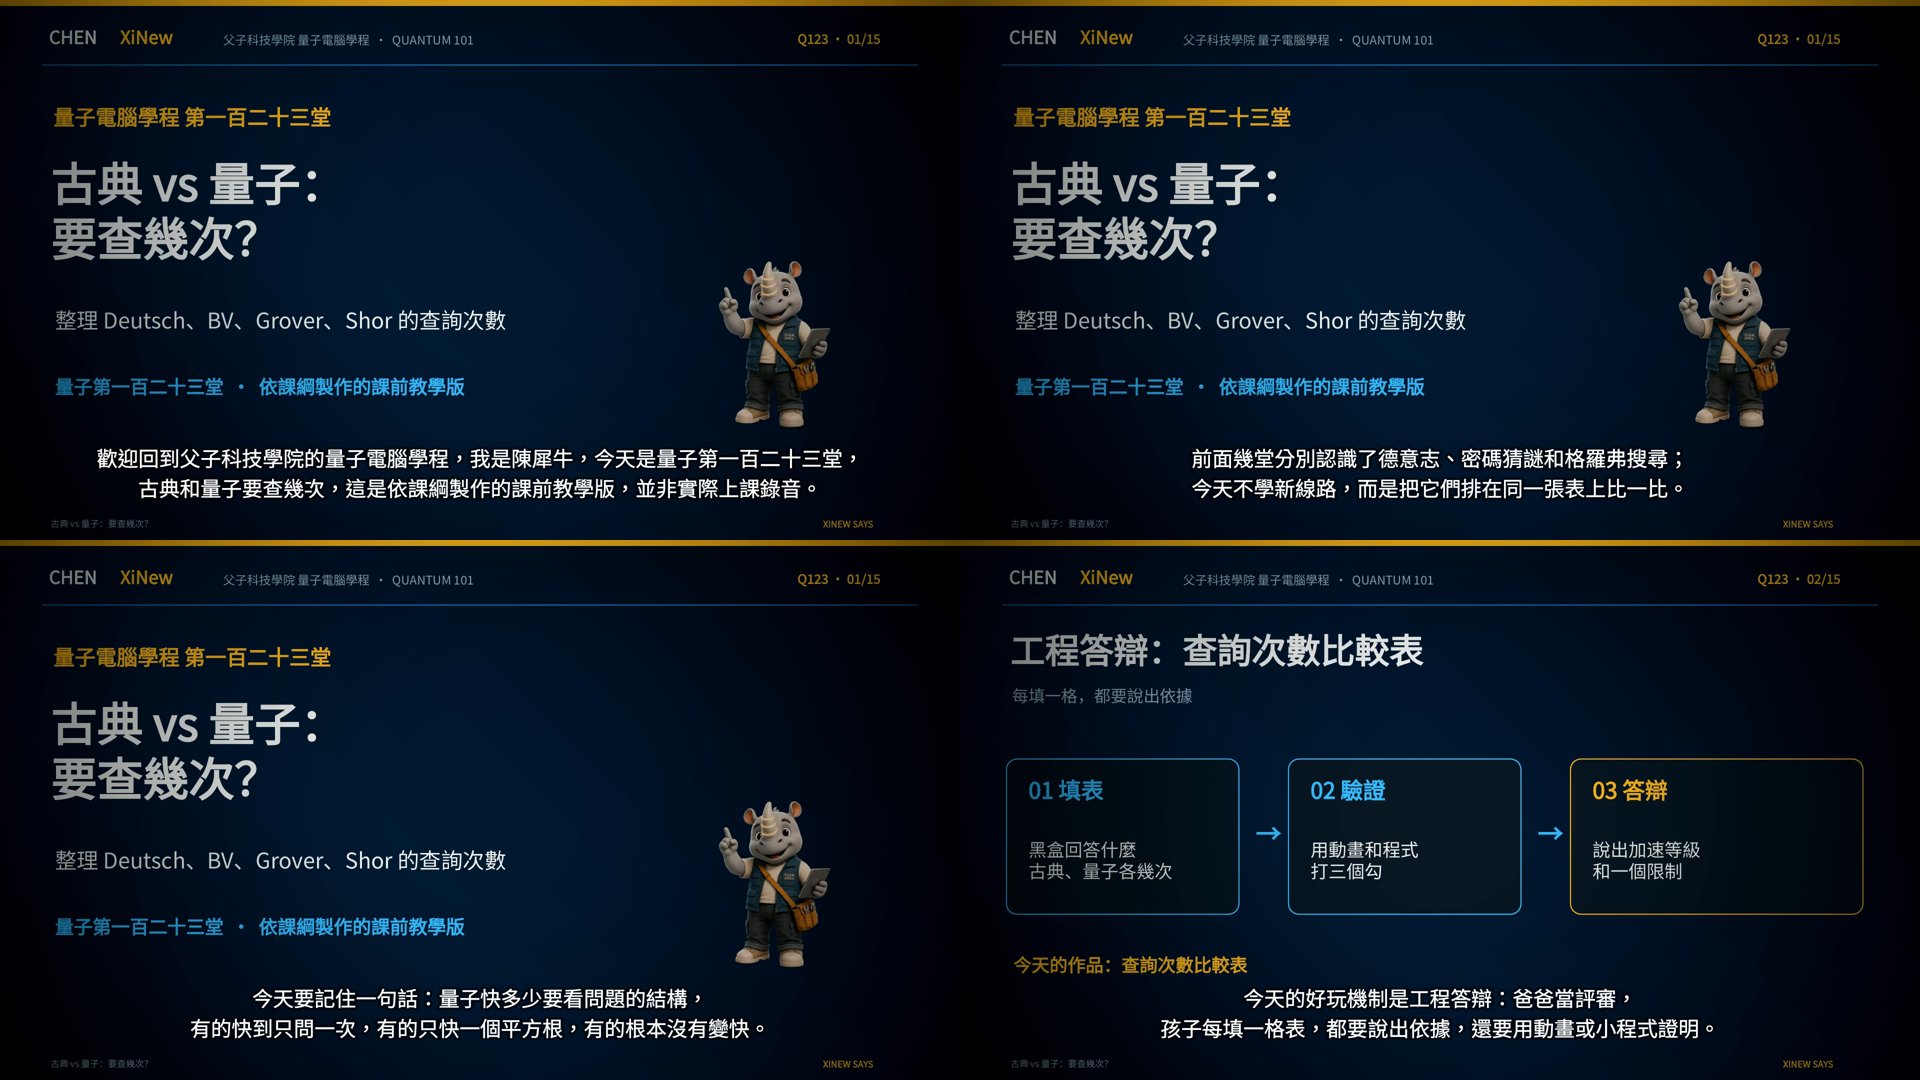 CHEN XiNew 父子科技學院 量子電腦學程 · QUANTUM 101 Q123 · 01/15
量子電腦學程 第一百二十三堂
古典 vs 量子：
要查幾次？
整理 Deutsch、BV、Grover、Shor 的查詢次數
量子第一百二十三堂 · 依課綱製作的課前教學版
歡迎回到父子科技學院的量子電腦學程，我是陳犀牛，今天是量子第一百二十三堂，
古典和量子要查幾次，這是依課綱製作的課前教學版，並非實際上課錄音。
古典 vs 量子：要查幾次？ XINEW SAYS
CHEN XiNew 父子科技學院 量子電腦學程 · QUANTUM 101 Q123 · 01/15
量子電腦學程 第一百二十三堂
古典 vs 量子：
要查幾次？
整理 Deutsch、BV、Grover、Shor 的查詢次數
量子第一百二十三堂 · 依課綱製作的課前教學版
前面幾堂分別認識了德意志、密碼猜謎和格羅弗搜尋；
今天不學新線路，而是把它們排在同一張表上比一比。
古典 vs 量子：要查幾次？ XINEW SAYS
CHEN XiNew 父子科技學院 量子電腦學程 · QUANTUM 101 Q123 · 01/15
量子電腦學程 第一百二十三堂
古典 vs 量子：
要查幾次？
整理 Deutsch、BV、Grover、Shor 的查詢次數
量子第一百二十三堂 · 依課綱製作的課前教學版
今天要記住一句話：量子快多少要看問題的結構，
有的快到只問一次，有的只快一個平方根，有的根本沒有變快。
古典 vs 量子：要查幾次？ XINEW SAYS
CHEN XiNew 父子科技學院 量子電腦學程 · QUANTUM 101 Q123 · 02/15
工程答辯：查詢次數比較表
每填一格，都要說出依據
01 填表
黑盒回答什麼
古典、量子各幾次
→
02 驗證
用動畫和程式
打三個勾
→
03 答辯
說出加速等級
和一個限制
今天的作品：查詢次數比較表
今天的好玩機制是工程答辯：爸爸當評審，
孩子每填一格表，都要說出依據，還要用動畫或小程式證明。
古典 vs 量子：要查幾次？ XINEW SAYS